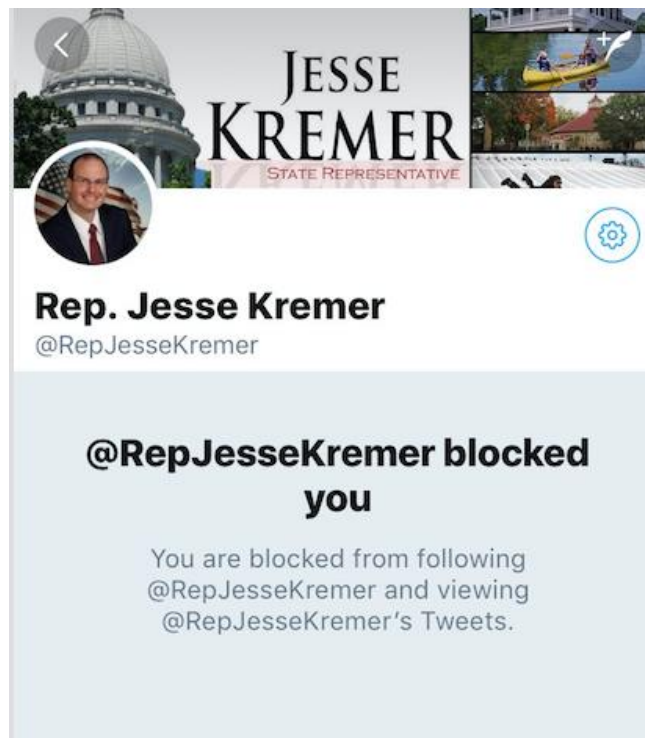 JESSE
KREMER
STATE REPRESENTATIVE
Rep. Jesse Kremer
@RepJesseKremer
@RepJesseKremer blocked
you
You are blocked from following
@RepJesseKremer and viewing
@RepJesseKremer’s Tweets.